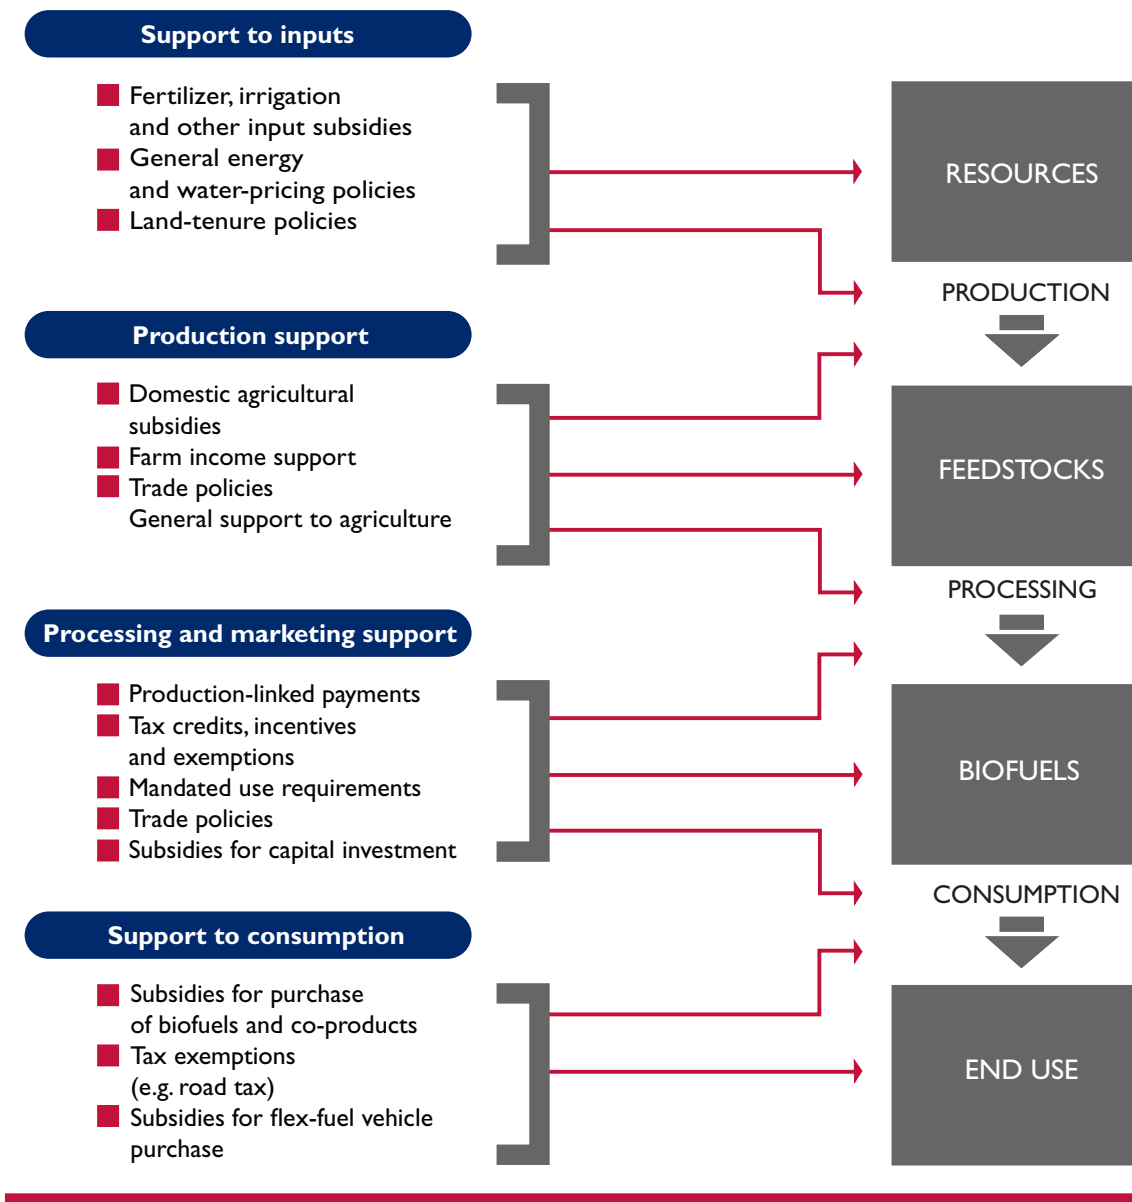 Support to inputs
Fertilizer, irrigation
and other input subsidies
General energy
and water-pricing policies
Land-tenure policies
RESOURCES
PRODUCTION
Production support
Domestic agricultural
subsidies
Farm income support
Trade policies
General support to agriculture
FEEDSTOCKS
PROCESSING
Processing and marketing support
Production-linked payments
Tax credits, incentives
and exemptions
Mandated use requirements
Trade policies
Subsidies for capital investment
BIOFUELS
CONSUMPTION
Support to consumption
Subsidies for purchase
of biofuels and co-products
Tax exemptions
(e.g. road tax)
Subsidies for flex-fuel vehicle
purchase
END USE